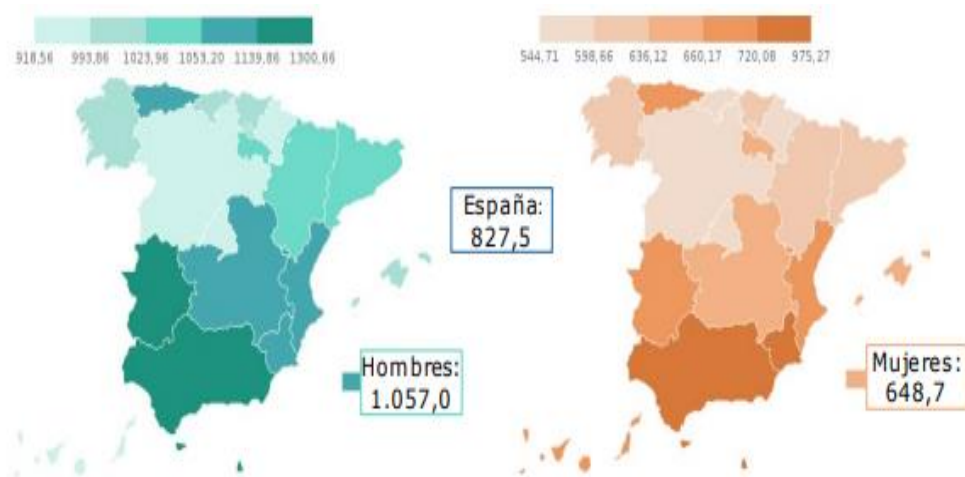 918,56 993,86 1023,96 1053,20 1139,86 1300,66
544,71 598,66 636,12 660,17 720,08 975,27
España:
827,5
Hombres:
1.057,0
Mujeres:
648,7